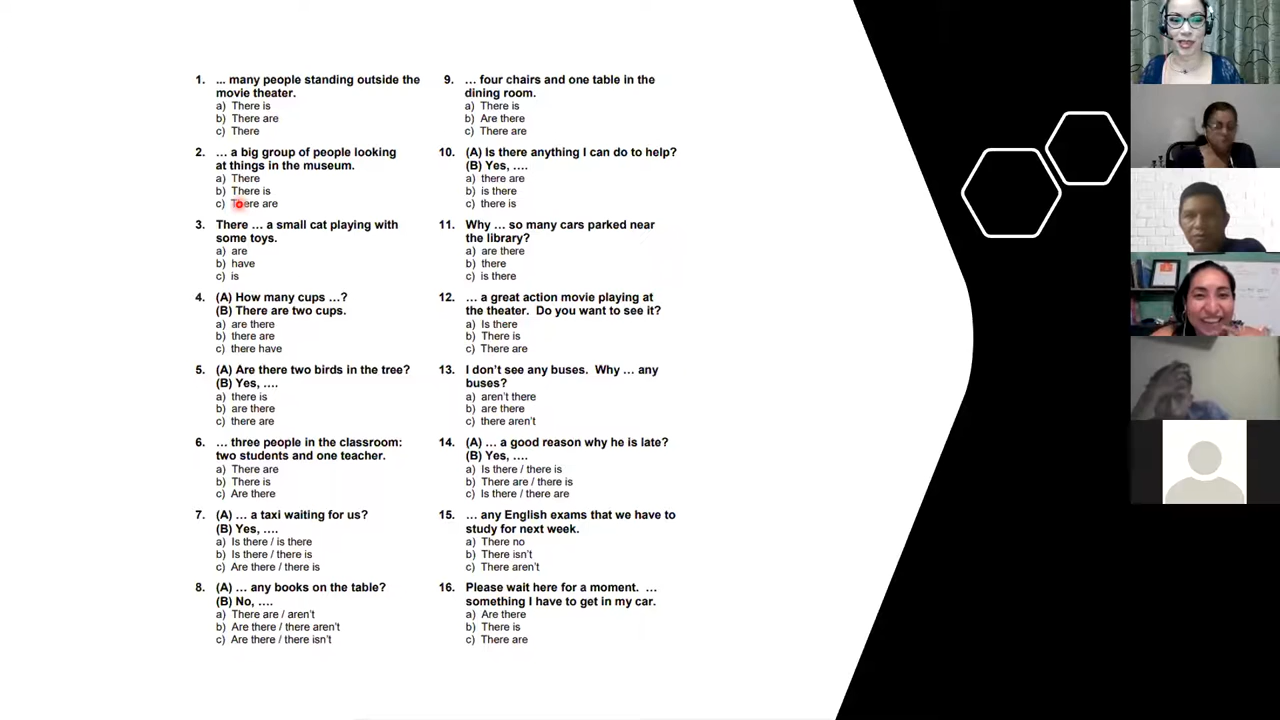 1. ... many people standing outside the
movie theater.
a) There is
b) There are
c) There
2. … a big group of people looking
at things in the museum.
a) There
b) There is
c) There are
3. There … a small cat playing with
some toys.
a) are
b) have
c) is
4. (A) How many cups …?
(B) There are two cups.
a) are there
b) there are
c) there have
5. (A) Are there two birds in the tree?
(B) Yes, ….
a) there is
b) are there
c) there are
6. … three people in the classroom:
two students and one teacher.
a) There are
b) There is
c) Are there
7. (A) … a taxi waiting for us?
(B) Yes, ….
a) Is there / is there
b) Is there / there is
c) Are there / there is
8. (A) … any books on the table?
(B) No, ….
a) There are / aren't
b) Are there / there aren't
c) Are there / there isn't
9. … four chairs and one table in the
dining room.
a) There is
b) Are there
c) There are
10. (A) Is there anything I can do to help?
(B) Yes, ….
a) there are
b) is there
c) there is
11. Why … so many cars parked near
the library?
a) are there
b) there
c) is there
12. … a great action movie playing at
the theater. Do you want to see it?
a) Is there
b) There is
c) There are
13. I don't see any buses. Why … any
buses?
a) aren't there
b) are there
c) there aren't
14. (A) … a good reason why he is late?
(B) Yes, ….
a) Is there / there is
b) There are / there is
c) Is there / there are
15. … any English exams that we have to
study for next week.
a) There no
b) There isn't
c) There aren't
16. Please wait here for a moment. …
something I have to get in my car.
a) Are there
b) There is
c) There are